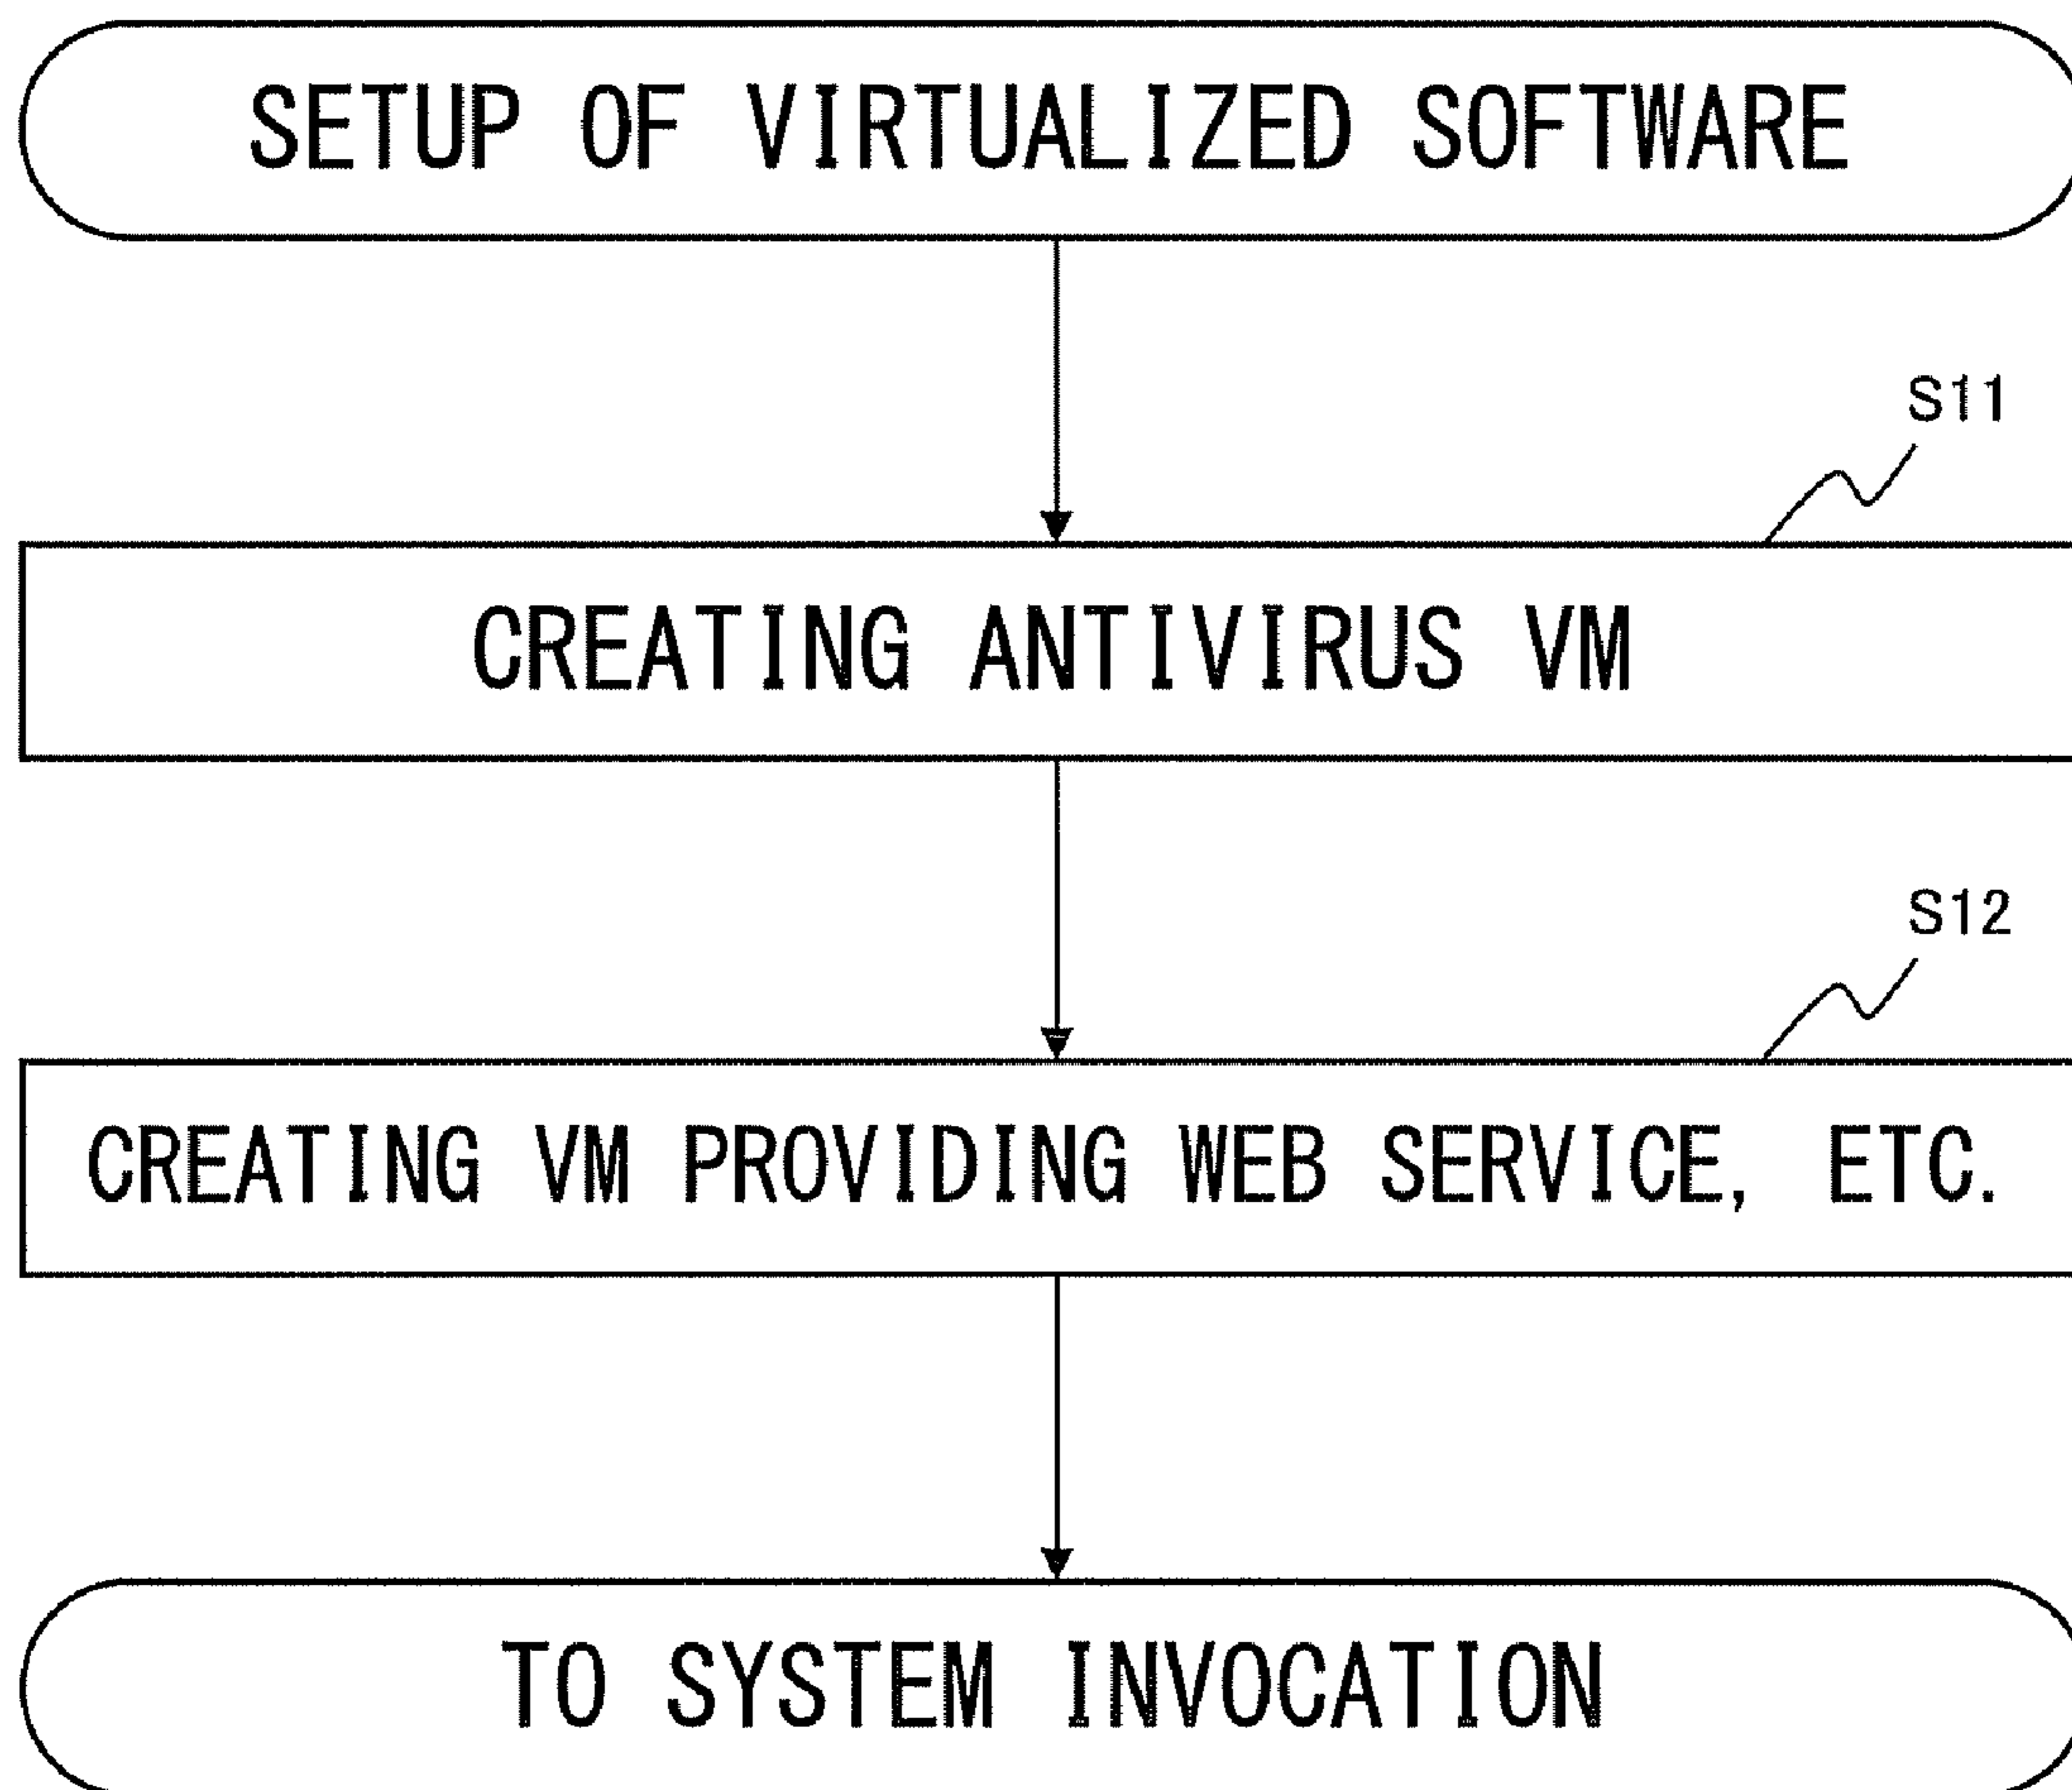 SETUP OF VIRTUALIZED SOFTWARE
S11
CREATING ANTIVIRUS VM
S12
CREATING VM PROVIDING WEB SERVICE, ETC.
TO SYSTEM INVOCATION